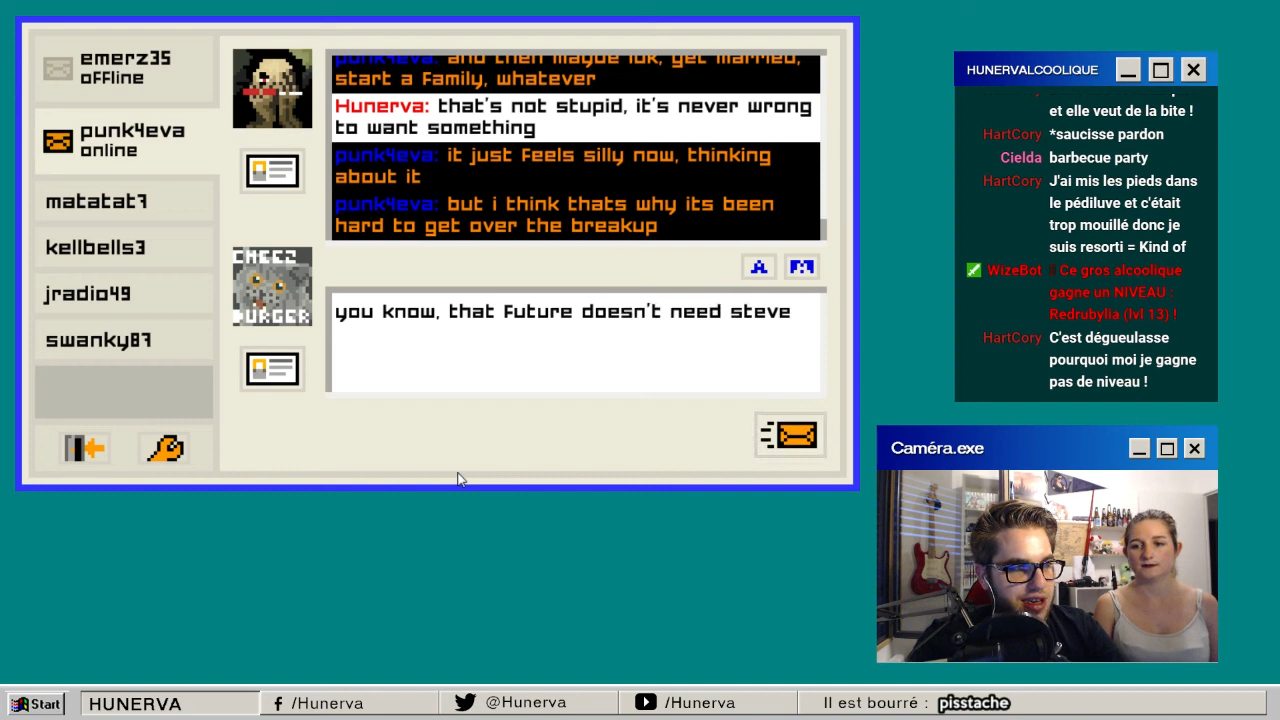 emerz35
offline
punk4eva
online
matatat7
kellbells3
jradio49
swanky87
CHEEZ
BURGER
punk4eva: and then maybe idk, get married,
start a family, whatever
Hunerva: that's not stupid, it's never wrong
to want something
punk4eva: it just feels silly now, thinking
about it
punk4eva: but i think thats why its been
hard to get over the breakup
A
you know, that future doesn't need steve
HUNERVALCOOLIQUE
et elle veut de la bite !
HartCory *saucisse pardon
Cielda barbecue party
HartCory J'ai mis les pieds dans
le pédiluve et c'était
trop mouillé donc je
suis resorti = Kind of
WizeBot Ce gros alcoolique
gagne un NIVEAU :
Redrubylia (lvl 13) !
HartCory C'est dégueulasse
pourquoi moi je gagne
pas de niveau !
Caméra.exe
Start
HUNERVA
/Hunerva
@Hunerva
/Hunerva
Il est bourré : pisstache